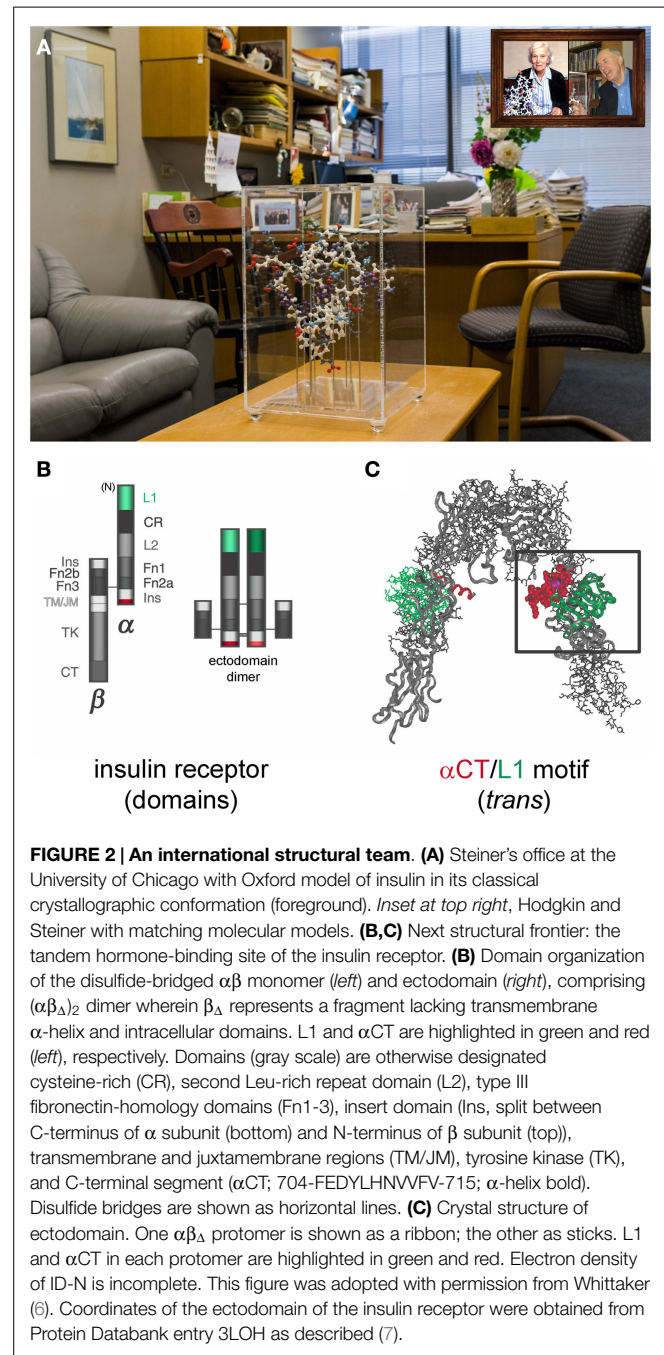 A
B
C
(N)
L1
CR
L2
Ins
Fn2b
Fn3
Fn1
Fn2a
Ins
TM/JM
α
TK
CT
β
ectodomain
dimer
insulin receptor
(domains)
αCT/L1 motif
(trans)
FIGURE 2 | An international structural team. (A) Steiner's office at the
University of Chicago with Oxford model of insulin in its classical
crystallographic conformation (foreground). Inset at top right, Hodgkin and
Steiner with matching molecular models. (B,C) Next structural frontier: the
tandem hormone-binding site of the insulin receptor. (B) Domain organization
of the disulfide-bridged αβ monomer (left) and ectodomain (right), comprising
(αβΔ)2 dimer wherein βΔ represents a fragment lacking transmembrane
α-helix and intracellular domains. L1 and αCT are highlighted in green and red
(left), respectively. Domains (gray scale) are otherwise designated
cysteine-rich (CR), second Leu-rich repeat domain (L2), type III
fibronectin-homology domains (Fn1-3), insert domain (Ins, split between
C-terminus of α subunit (bottom) and N-terminus of β subunit (top)),
transmembrane and juxtamembrane regions (TM/JM), tyrosine kinase (TK),
and C-terminal segment (αCT; 704-FEDYLHNVVFV-715; α-helix bold).
Disulfide bridges are shown as horizontal lines. (C) Crystal structure of
ectodomain. One αβΔ protomer is shown as a ribbon; the other as sticks. L1
and αCT in each protomer are highlighted in green and red. Electron density
of ID-N is incomplete. This figure was adopted with permission from Whittaker
(6). Coordinates of the ectodomain of the insulin receptor were obtained from
Protein Databank entry 3LOH as described (7).